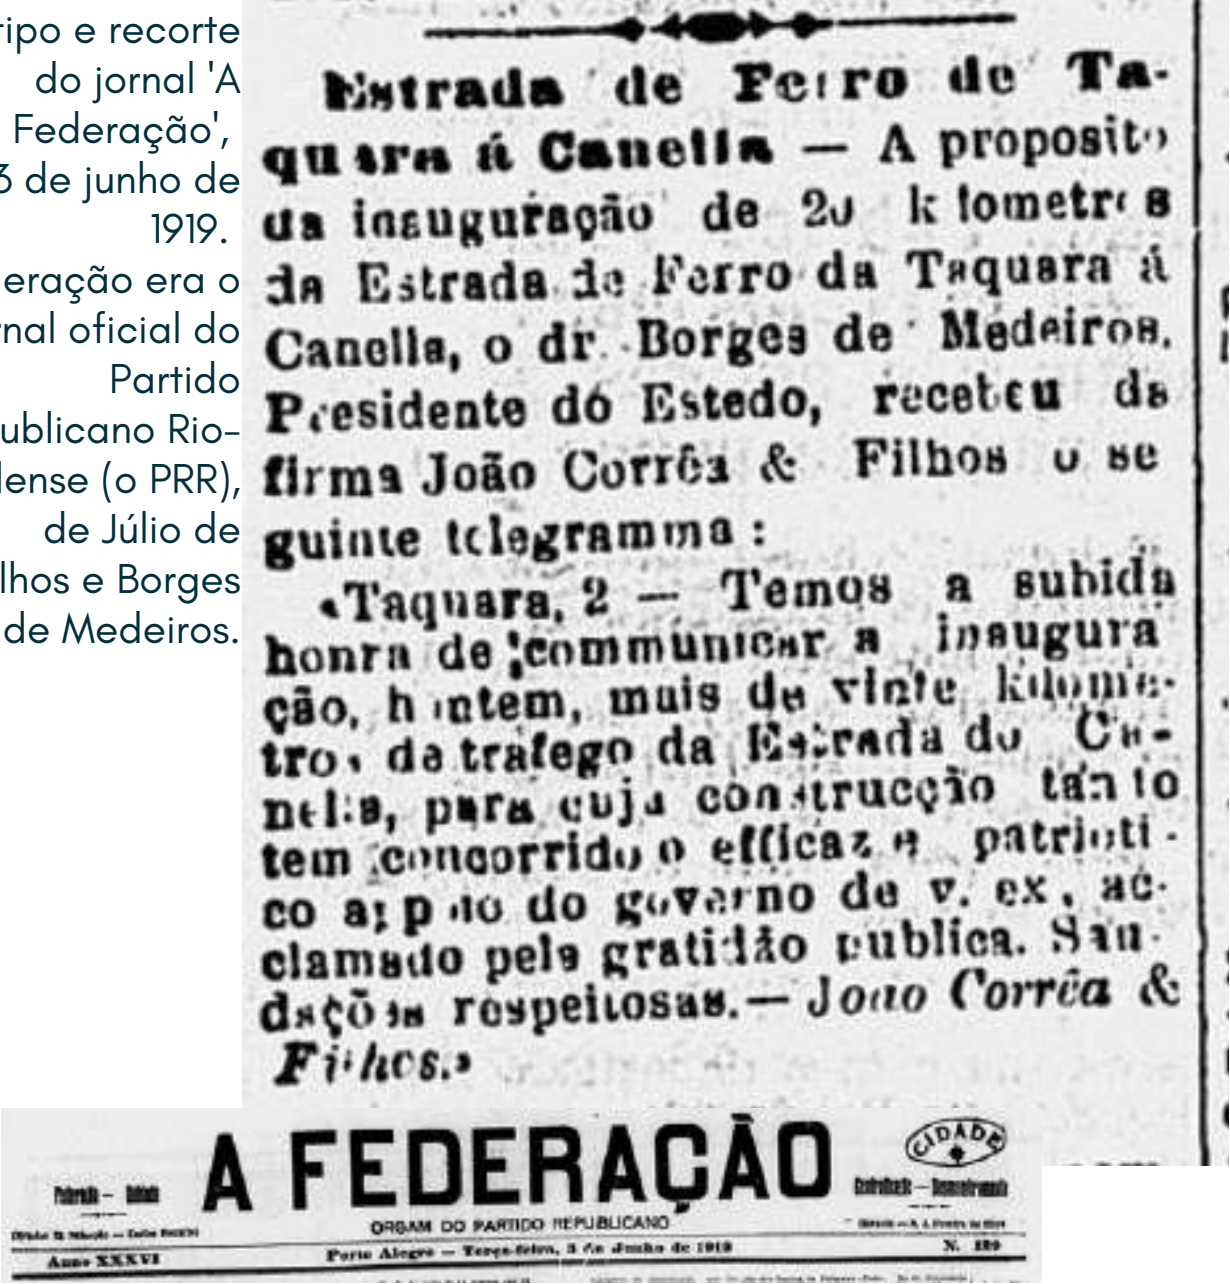 tipo e recorte
do jornal 'A
Federação',
3 de junho de
1919.
eração era o
rnal oficial do
Partido
ublicano Rio-
dense (o PRR),
de Júlio de
lhos e Borges
de Medeiros.
Estrada de Ferro de Ta-
quara á Canella — A proposito
da inauguração de 20 kilometros
da Estrada de Ferro da Taquara á
Canella, o dr. Borges de Medeiros,
Presidente do Estedo, recebeu da
firma João Corrêa & Filhos o se
guinte telegramma:
«Taquara, 2 — Temos a subida
honra de communicar a inaugura
ção, hontem, mais de vinte kilome-
tros de trafego da Estrada do Ca-
nella, para cuja construcção tanto
tem concorrido o efficaz e patrioti-
co appoio do governo de v. ex., ac-
clamado pela gratidão publica. Sau-
dações respeitosas.— João Corrêa &
Filhos.»
A FEDERAÇÃO
CIDADE
ORGAM DO PARTIDO REPUBLICANO
Anno XXXVI
Porto Alegre — Terça-feira, 3 de Junho de 1919
N. 129